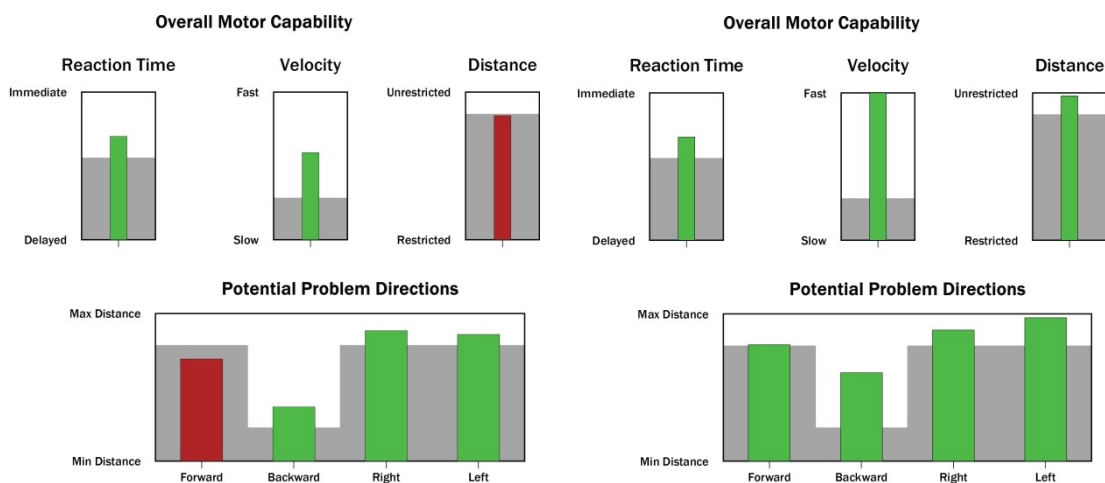 Overall Motor Capability
Reaction Time
Velocity
Distance
Immediate
Fast
Unrestricted
Delayed
Slow
Restricted
Potential Problem Directions
Max Distance
Min Distance
Forward
Backward
Right
Left
Overall Motor Capability
Reaction Time
Velocity
Distance
Immediate
Fast
Unrestricted
Delayed
Slow
Restricted
Potential Problem Directions
Max Distance
Min Distance
Forward
Backward
Right
Left